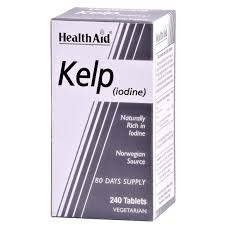 HealthAid
Kelp
(iodine)
Naturally
Rich in
Iodine
Norwegian
Source
80 DAYS SUPPLY
240 Tablets
VEGETARIAN